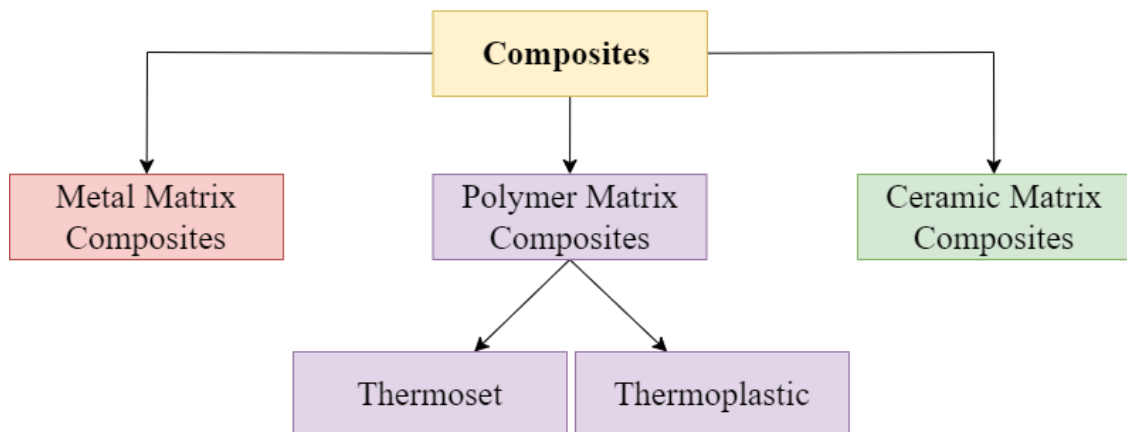 Composites
Metal Matrix
Composites
Polymer Matrix
Composites
Ceramic Matrix
Composites
Thermoset
Thermoplastic